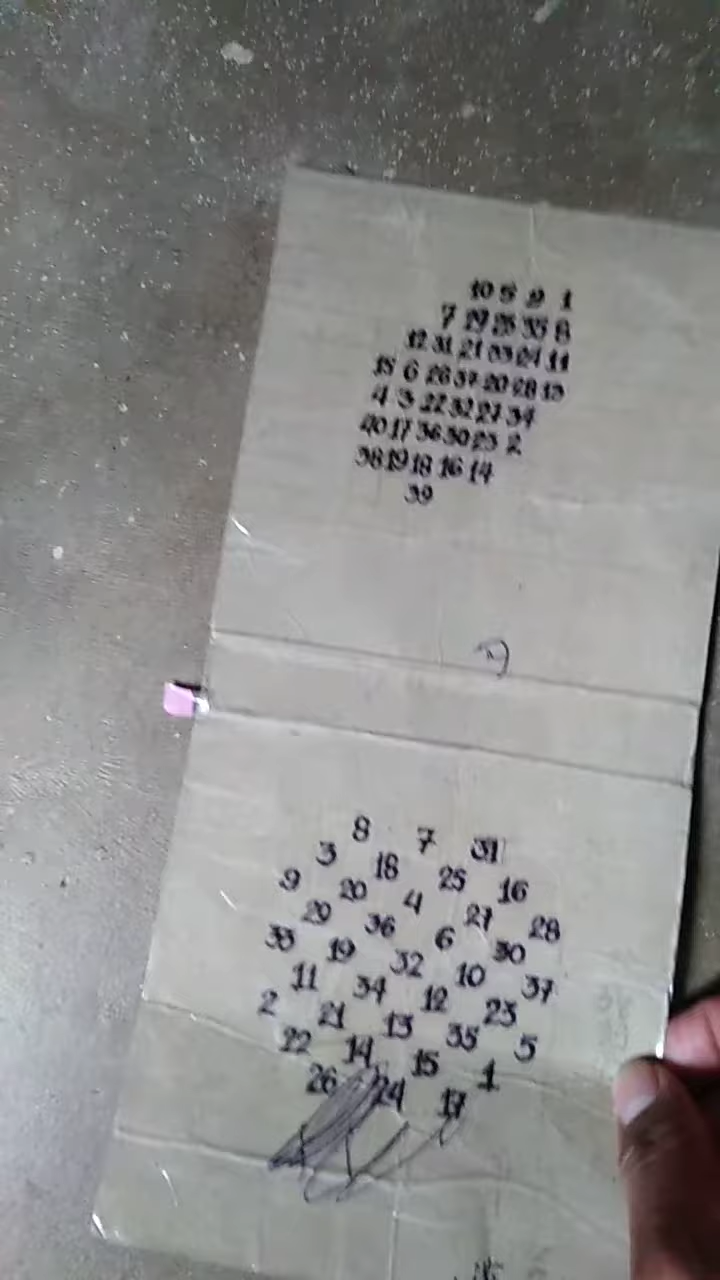 10 5 9 1
7 29 25 35 8
12 31 21 33 24 11
15 6 26 37 20 28 13
4 3 22 32 27 34
40 17 36 30 23 2
38 19 18 16 14
39
8 7 31
3 18 25 16
9 20 4 27 28
29 36 6 30
33 19 32 10 37
11 34 12 23
2 21 13 35 5
22 14 15 1
26 24 17